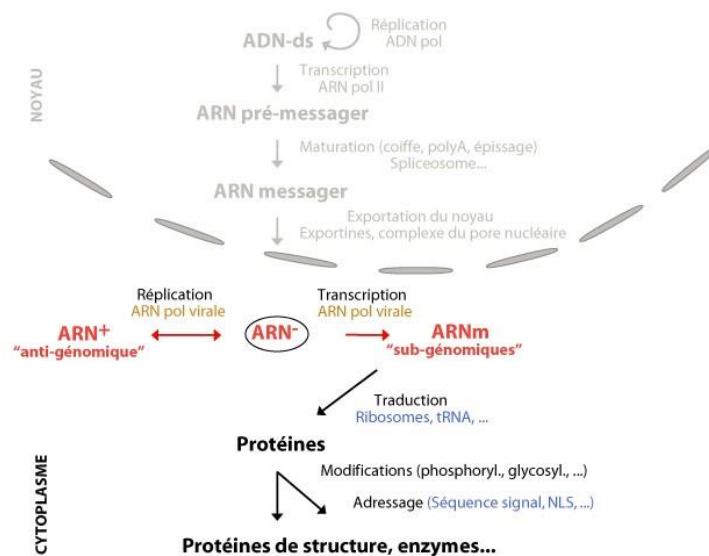 Réplication
ADN-ds
ADN pol
Transcription
ARN pol II
NOYAU
ARN pré-messager
Maturation (coiffe, polyA, épissage)
Spliceosome...
ARN messager
Exportation du noyau
Exportines, complexe du pore nucléaire
Réplication
Transcription
ARN pol virale
ARN pol virale
ARN+
ARN-
ARNm
"anti-génomique"
"sub-génomiques"
Traduction
Ribosomes, tRNA, ...
Protéines
Modifications (phosphoryl., glycosyl., ...)
Adressage (Séquence signal, NLS, ...)
CYTOPLASME
Protéines de structure, enzymes...